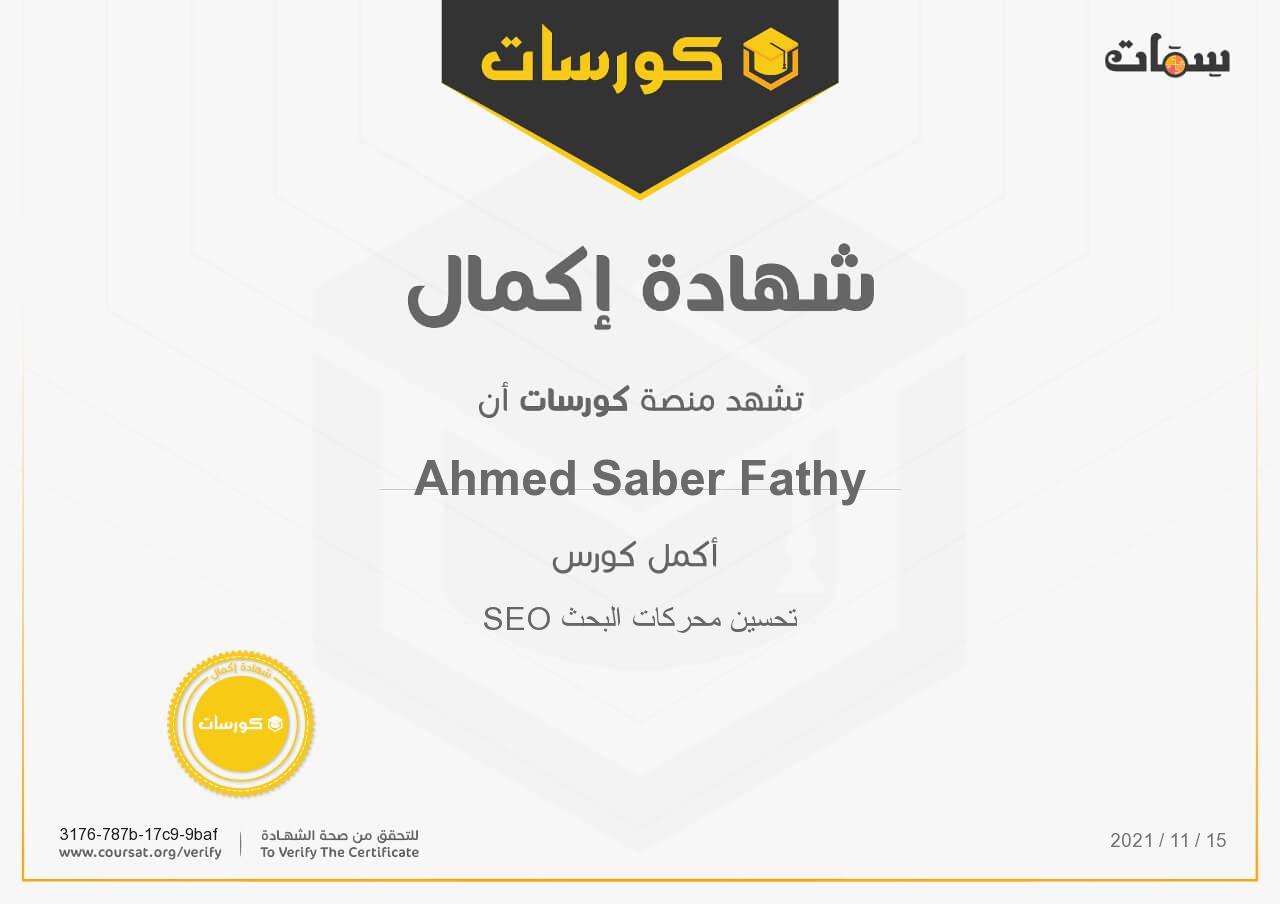 كورسات
سمات
شهادة إكمال
تشهد منصة كورسات أن
Ahmed Saber Fathy
أكمل كورس
تحسين محركات البحث SEO
شهادة إكمال
كورسات
3176-787b-17c9-9baf
www.coursat.org/verify
للتحقق من صحة الشهادة
To Verify The Certificate
2021 / 11 / 15